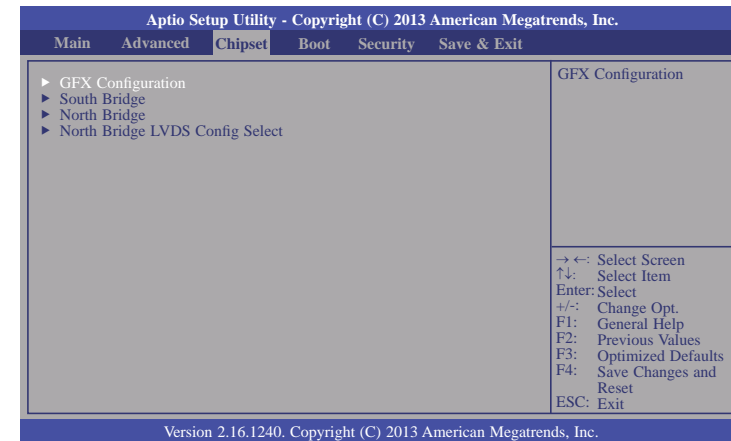 Aptio Setup Utility - Copyright (C) 2013 American Megatrends, Inc.
Main Advanced Chipset Boot Security Save & Exit
► GFX Configuration
► South Bridge
► North Bridge
► North Bridge LVDS Config Select
GFX Configuration
→ ←: Select Screen
↑↓: Select Item
Enter: Select
+/-: Change Opt.
F1: General Help
F2: Previous Values
F3: Optimized Defaults
F4: Save Changes and
Reset
ESC: Exit
Version 2.16.1240. Copyright (C) 2013 American Megatrends, Inc.